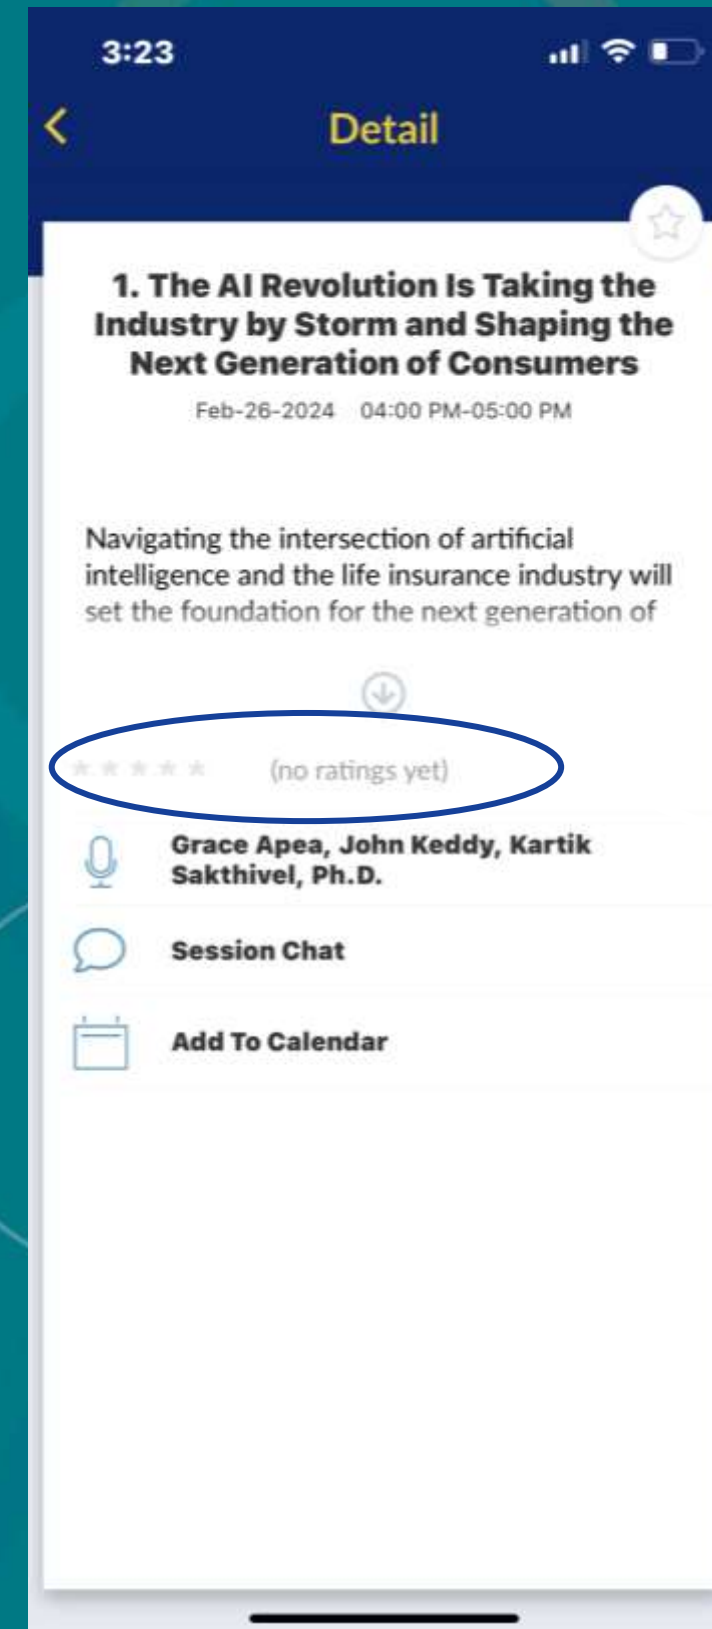 3:23
Detail
1. The AI Revolution Is Taking the
Industry by Storm and Shaping the
Next Generation of Consumers
Feb-26-2024 04:00 PM-05:00 PM
Navigating the intersection of artificial
intelligence and the life insurance industry will
set the foundation for the next generation of
(no ratings yet)
Grace Apea, John Keddy, Kartik
Sakthivel, Ph.D.
Session Chat
Add To Calendar